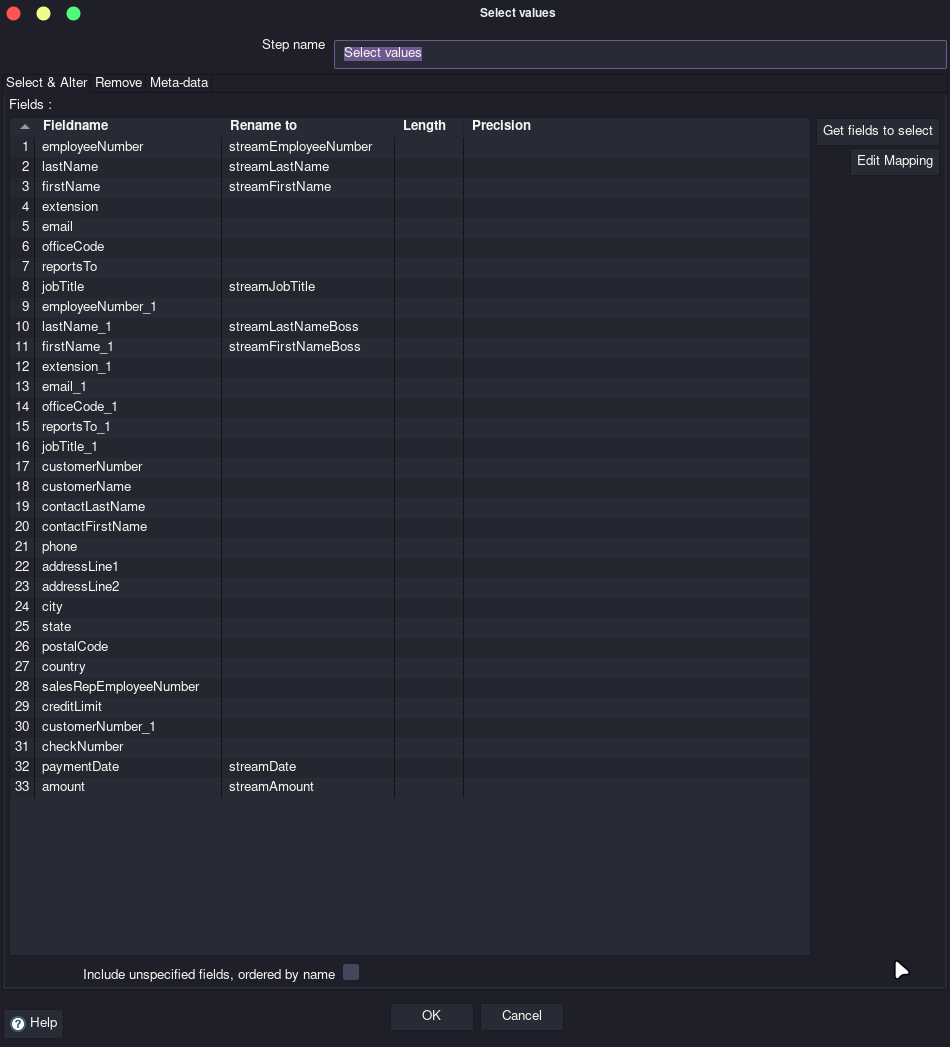 Select values
Step name Select values
Select & Alter Remove Meta-data
Fields :
Fieldname Rename to Length Precision
Get fields to select
Edit Mapping
1 employeeNumber streamEmployeeNumber
2 lastName streamLastName
3 firstName streamFirstName
4 extension
5 email
6 officeCode
7 reportsTo
8 jobTitle streamJobTitle
9 employeeNumber_1
10 lastName_1 streamLastNameBoss
11 firstName_1 streamFirstNameBoss
12 extension_1
13 email_1
14 officeCode_1
15 reportsTo_1
16 jobTitle_1
17 customerNumber
18 customerName
19 contactLastName
20 contactFirstName
21 phone
22 addressLine1
23 addressLine2
24 city
25 state
26 postalCode
27 country
28 salesRepEmployeeNumber
29 creditLimit
30 customerNumber_1
31 checkNumber
32 paymentDate streamDate
33 amount streamAmount
Include unspecified fields, ordered by name
? Help
OK Cancel